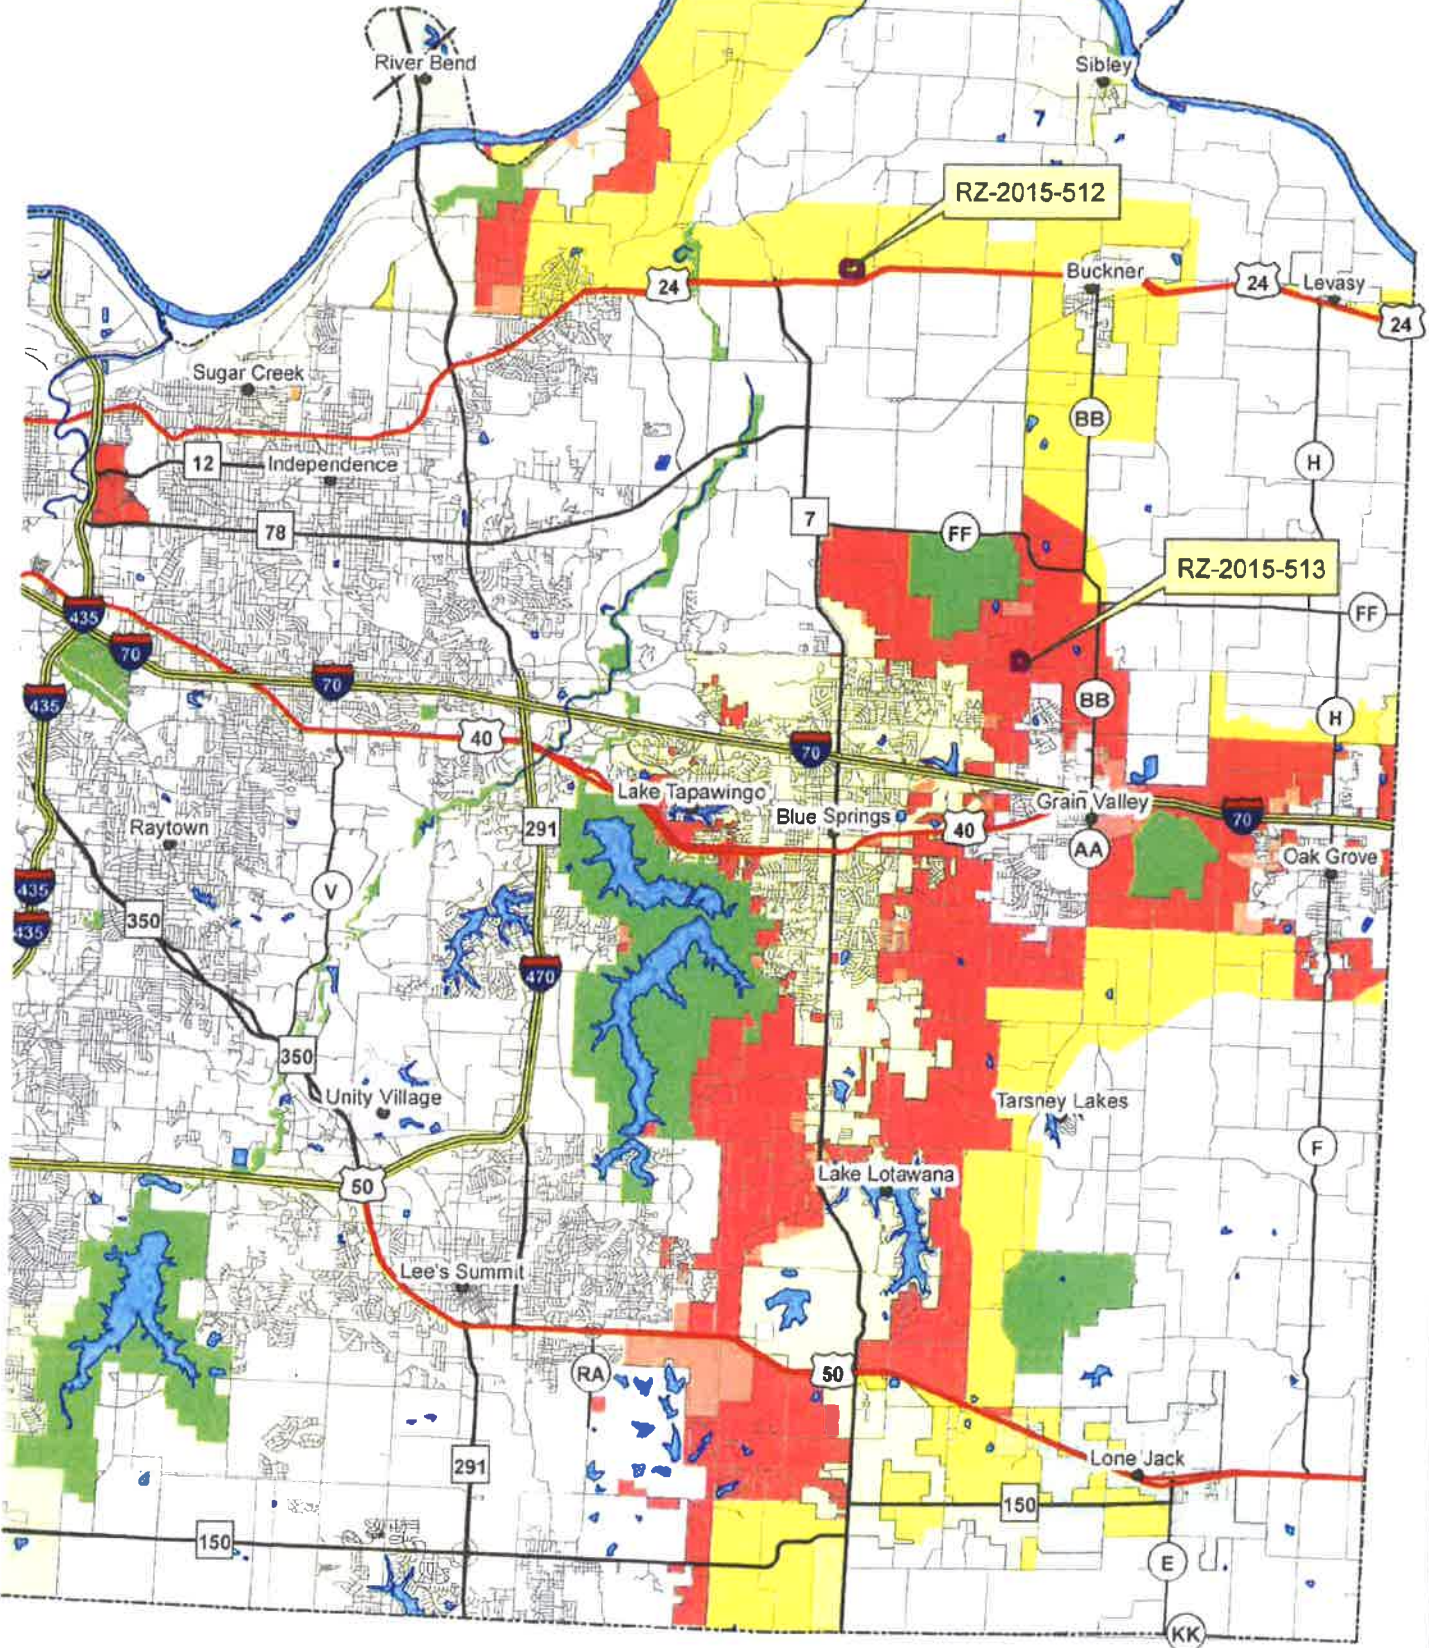 River Bend
Sibley
7
RZ-2015-512
24
Buckner
24
Levasy
24
Sugar Creek
BB
12
Independence
H
78
7
FF
RZ-2015-513
435
FF
70
70
435
BB
H
40
70
Lake Tapawingo
Grain Valley
Blue Springs
40
70
291
Raytown
AA
Oak Grove
435
V
350
435
470
350
Unity Village
Tarsney Lakes
F
Lake Lotawana
50
Lee's Summit
RA
50
Lone Jack
291
150
150
E
KK